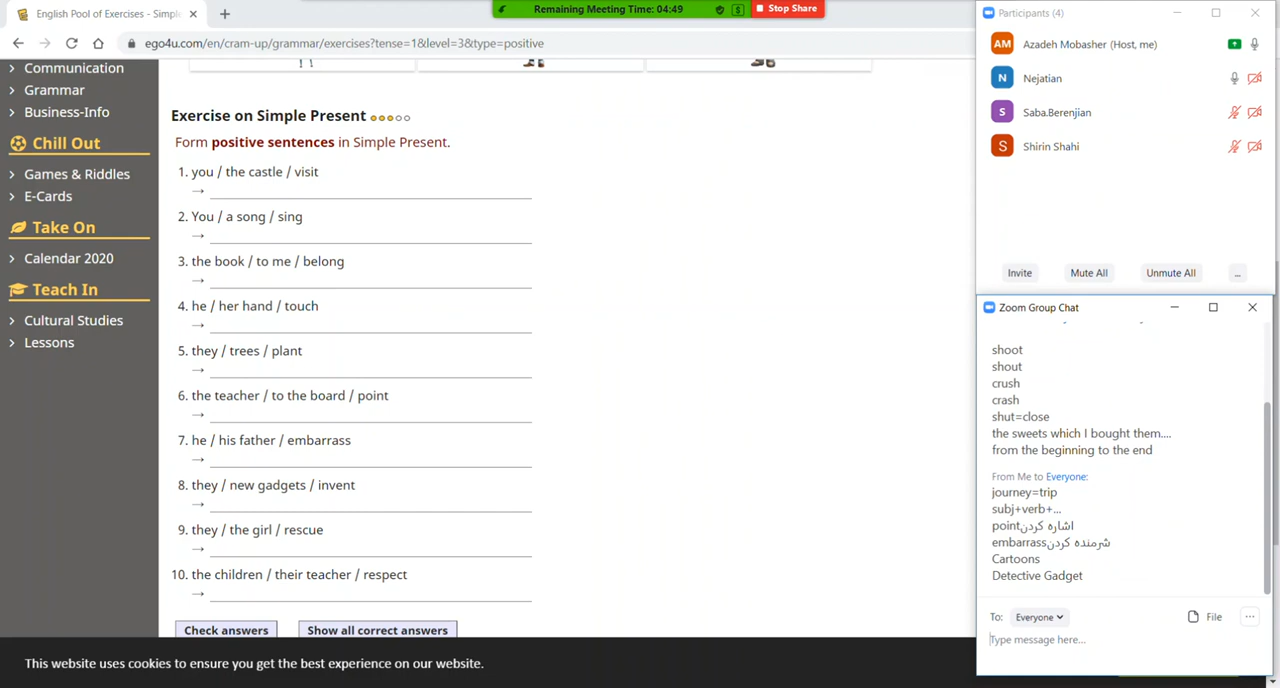 English Pool of Exercises - Simple
Remaining Meeting Time: 04:49
Stop Share
ego4u.com/en/cram-up/grammar/exercises?tense=1&level=3&type=positive
Communication
Grammar
Business-Info
Chill Out
Games & Riddles
E-Cards
Take On
Calendar 2020
Teach In
Cultural Studies
Lessons
Exercise on Simple Present
Form positive sentences in Simple Present.
1. you / the castle / visit
→
2. You / a song / sing
→
3. the book / to me / belong
→
4. he / her hand / touch
→
5. they / trees / plant
→
6. the teacher / to the board / point
→
7. he / his father / embarrass
→
8. they / new gadgets / invent
→
9. they / the girl / rescue
→
10. the children / their teacher / respect
→
Check answers
Show all correct answers
This website uses cookies to ensure you get the best experience on our website.
Participants (4)
AM Azadeh Mobasher (Host, me)
N Nejatian
S Saba.Berenjian
S Shirin Shahi
Invite
Mute All
Unmute All
...
Zoom Group Chat
shoot
shout
crush
crash
shut=close
the sweets which I bought them....
from the beginning to the end
From Me to Everyone:
journey=trip
subj+verb+...
pointاشاره کردن
embarrassشرمنده کردن
Cartoons
Detective Gadget
To: Everyone
File
...
Type message here...